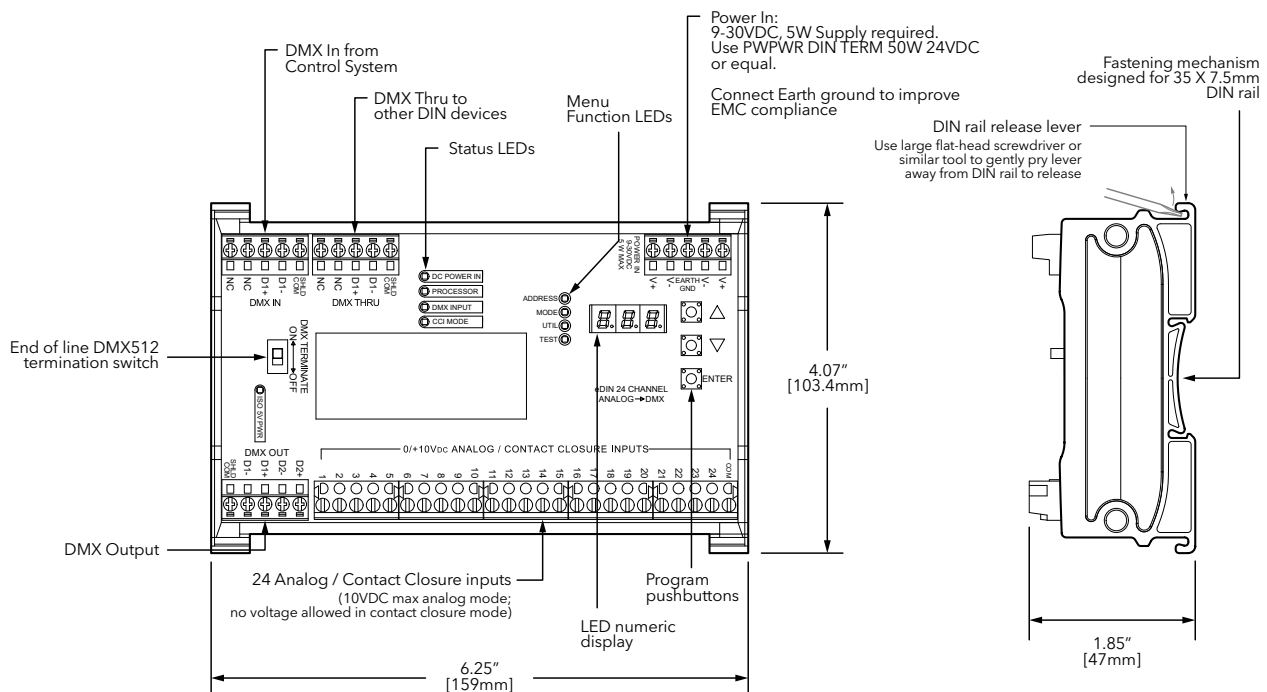 Power In:
9-30VDC, 5W Supply required.
Use PWPWR DIN TERM 50W 24VDC
or equal.
Connect Earth ground to improve
EMC compliance
DMX In from
Control System
DMX Thru to
other DIN devices
Status LEDs
Menu
Function LEDs
Fastening mechanism
designed for 35 X 7.5mm
DIN rail
DIN rail release lever
Use large flat-head screwdriver or
similar tool to gently pry lever
away from DIN rail to release
NC
NC
D1+
D1-
SHLD
COM
DMX IN
NC
NC
D1+
D1-
SHLD
COM
DMX THRU
DC POWER IN
PROCESSOR
DMX INPUT
CCI MODE
POWER IN
9-30VDC
5 W MAX
V+
V-
EARTH
GND
V-
V+
ADDRESS
MODE
UTIL
TEST
8.8.8.
ENTER
eDIN 24 CHANNEL
ANALOG→DMX
End of line DMX512
termination switch
DMX TERMINATE
ON
OFF
ISO 5V PWR
DMX OUT
SHLD
COM
D1-
D1+
D2-
D2+
0/+10VDC ANALOG / CONTACT CLOSURE INPUTS
1 2 3 4 5 6 7 8 9 10 11 12 13 14 15 16 17 18 19 20 21 22 23 24 COM
4.07”
[103.4mm]
DMX Output
24 Analog / Contact Closure inputs
(10VDC max analog mode;
no voltage allowed in contact closure mode)
LED numeric
display
Program
pushbuttons
6.25”
[159mm]
1.85”
[47mm]